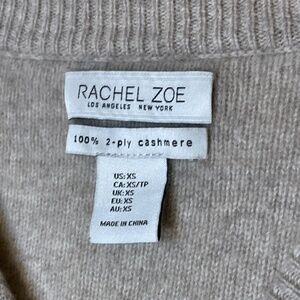 RACHEL ZOE
LOS ANGELES NEW YORK
100% 2-ply cashmere
US:XS
CA:XS/TP
UK:XS
EU:XS
AU:XS
MADE IN CHINA